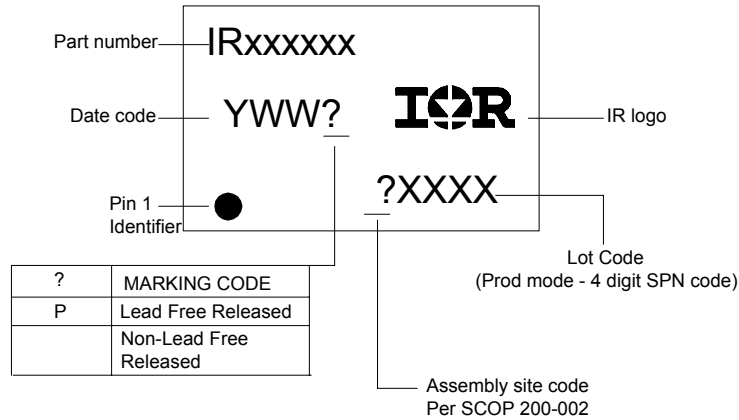 Part number
IRxxxxxx
Date code
YWW?
IOR
IR logo
?XXXX
Pin 1
Identifier
Lot Code
(Prod mode - 4 digit SPN code)
? MARKING CODE
P Lead Free Released
Non-Lead Free
Released
Assembly site code
Per SCOP 200-002